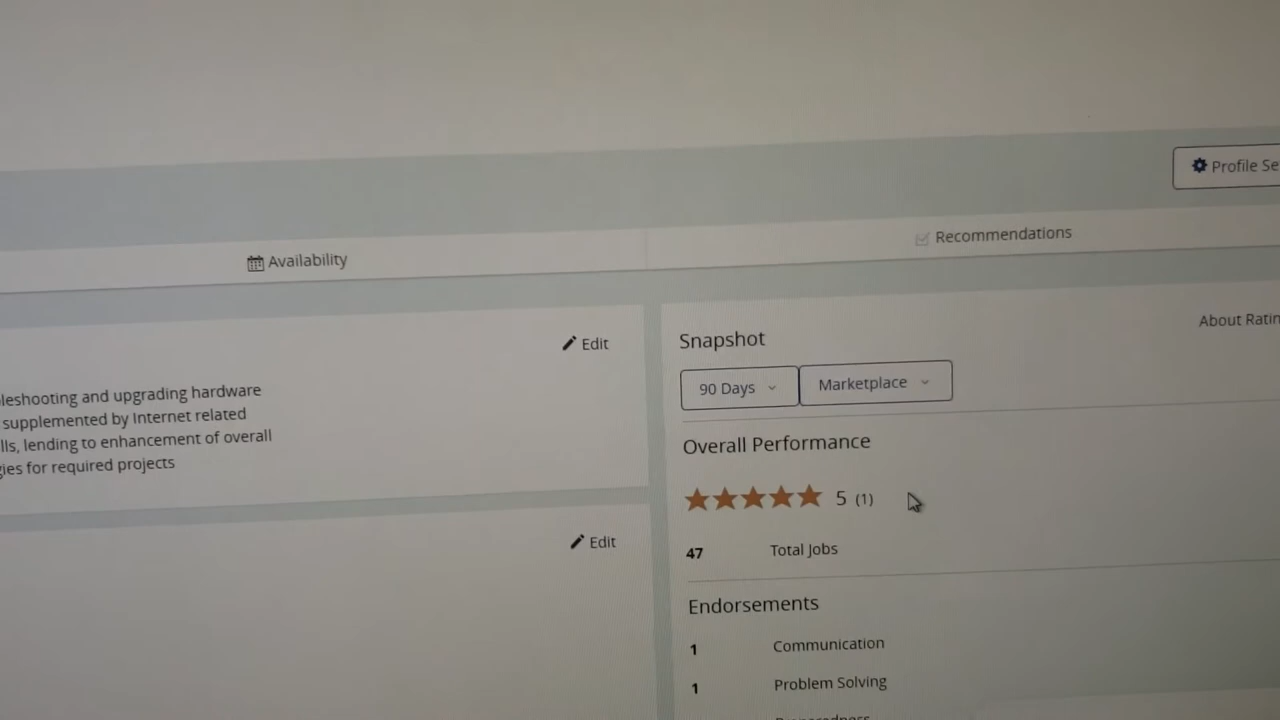 Profile Se
Availability
Recommendations
Edit
leshooting and upgrading hardware
supplemented by Internet related
lls, lending to enhancement of overall
gies for required projects
Edit
Snapshot
About Ratin
90 Days
Marketplace
Overall Performance
5 (1)
47 Total Jobs
Endorsements
1 Communication
1 Problem Solving